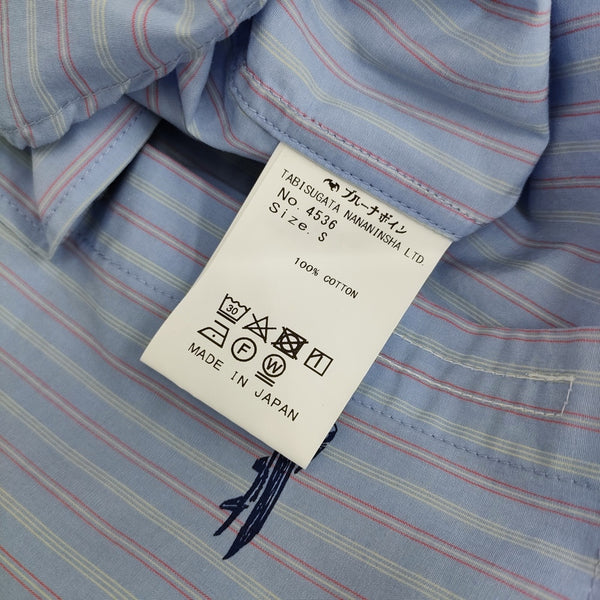 ブルーナボイン
TABISUGATA NANANINSHA LTD.
No. 4536
Size. S
100% COTTON
30
F W
MADE IN JAPAN